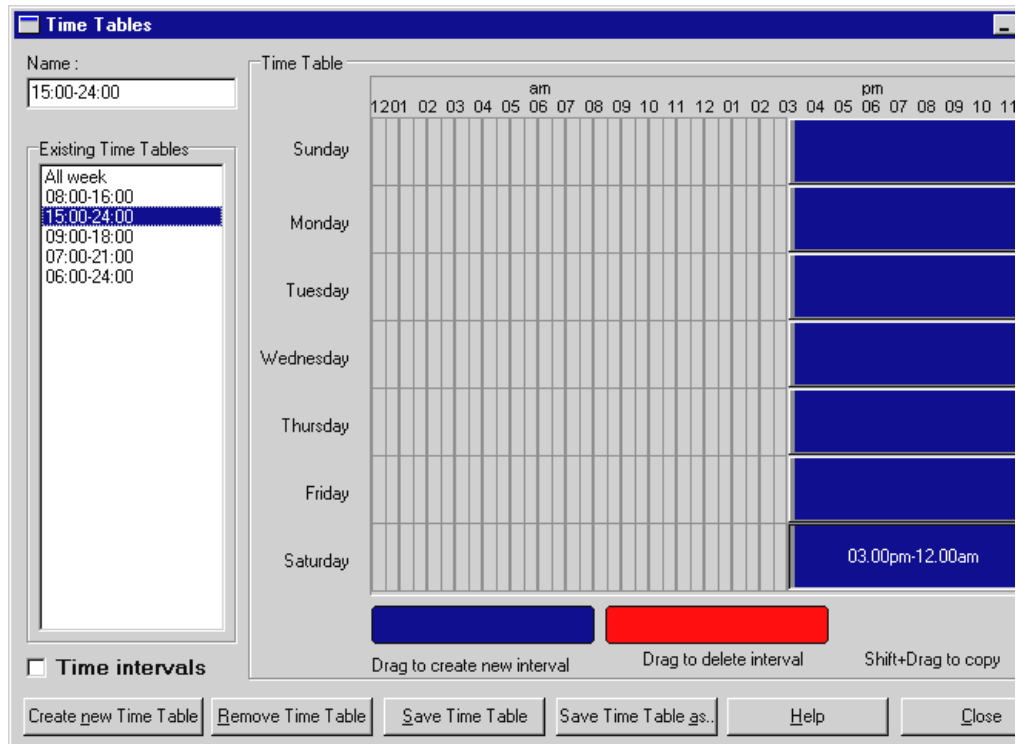 Time Tables
Name :
15:00-24:00
Existing Time Tables
All week
08:00-16:00
15:00-24:00
09:00-18:00
07:00-21:00
06:00-24:00
Time intervals
Time Table
am pm
12 01 02 03 04 05 06 07 08 09 10 11 12 01 02 03 04 05 06 07 08 09 10 11
Sunday
Monday
Tuesday
Wednesday
Thursday
Friday
Saturday
03.00pm-12.00am
Drag to create new interval Drag to delete interval Shift+Drag to copy
Create new Time Table Remove Time Table Save Time Table Save Time Table as.. Help Close